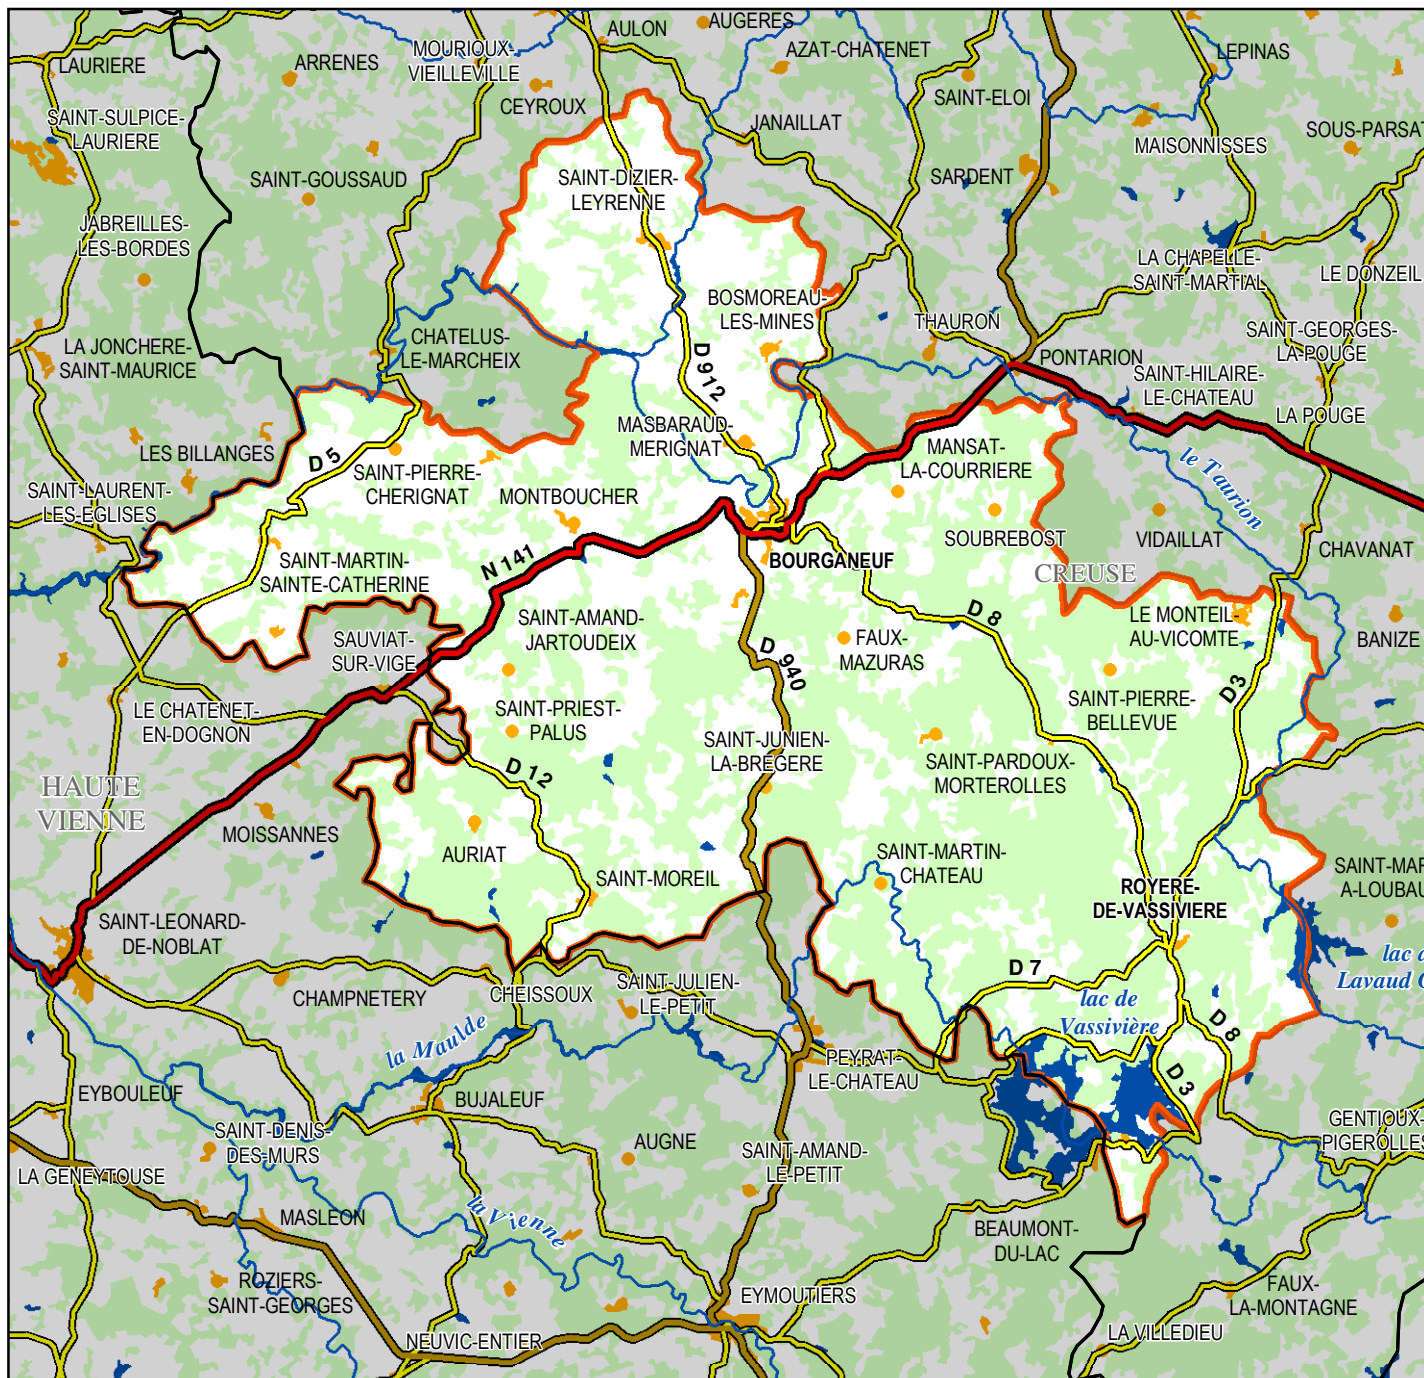 AULON
AUGERES
MOURIOUX-
VIEILLEVILLE
AZAT-CHATENET
LEPINAS
LAURIERE
ARRENES
CEYROUX
SAINT-ELOI
SAINT-SULPICE-
LAURIERE
JANAILLAT
MAISONNISSES
SOUS-PARSAT
SAINT-GOUSSAUD
SAINT-DIZIER-
LEYRENNE
SARDENT
JABREILLES-
LES-BORDES
LA CHAPELLE-
SAINT-MARTIAL
LE DONZEIL
BOSMOREAU-
LES-MINES
THAURON
SAINT-GEORGES-
LA-POUGE
LA JONCHERE-
SAINT-MAURICE
CHATELUS-
LE-MARCHEIX
D 912
PONTARION
SAINT-HILAIRE-
LE-CHATEAU
LA POUGE
MASBARAUD-
MERIGNAT
LES BILLANGES
D 5
SAINT-PIERRE-
CHERIGNAT
MONTBOUCHER
MANSAT-
LA-COURRIERE
le Taurion
SAINT-LAURENT-
LES-EGLISES
SOUBREBOST
VIDAILLAT
CHAVANAT
SAINT-MARTIN-
SAINTE-CATHERINE
N 141
BOURGANEUF
CREUSE
SAUVIAT-
SUR-VIGE
SAINT-AMAND-
JARTOUDEIX
D 940
FAUX-
MAZURAS
D 8
LE MONTEIL-
AU-VICOMTE
BANIZE
LE CHATENET-
EN-DOGNON
SAINT-PRIEST-
PALUS
SAINT-PIERRE-
BELLEVUE
D 3
SAINT-JUNIEN-
LA-BREGERE
SAINT-PARDOUX-
MORTEROLLES
HAUTE
VIENNE
D 12
MOISSANNES
AURIAT
SAINT-MOREIL
SAINT-MARTIN-
CHATEAU
ROYERE-
DE-VASSIVIERE
SAINT-MAR
A-LOUBAU
SAINT-LEONARD-
DE-NOBLAT
lac d
Lavaud G
D 7
CHAMPNETERY
CHEISSOUX
SAINT-JULIEN-
LE-PETIT
lac de
Vassivière
D 8
la Maulde
PEYRAT-
LE-CHATEAU
D 3
EYBOULEUF
BUJALEUF
SAINT-DENIS-
DES-MURS
AUGNE
SAINT-AMAND-
LE-PETIT
GENTIOUX-
PIGEROLLES
LA GENEYTOUSE
MASLEON
la Vienne
BEAUMONT-
DU-LAC
ROZIERS-
SAINT-GEORGES
EYMOUTIERS
FAUX-
LA-MONTAGNE
NEUVIC-ENTIER
LA VILLEDIEU